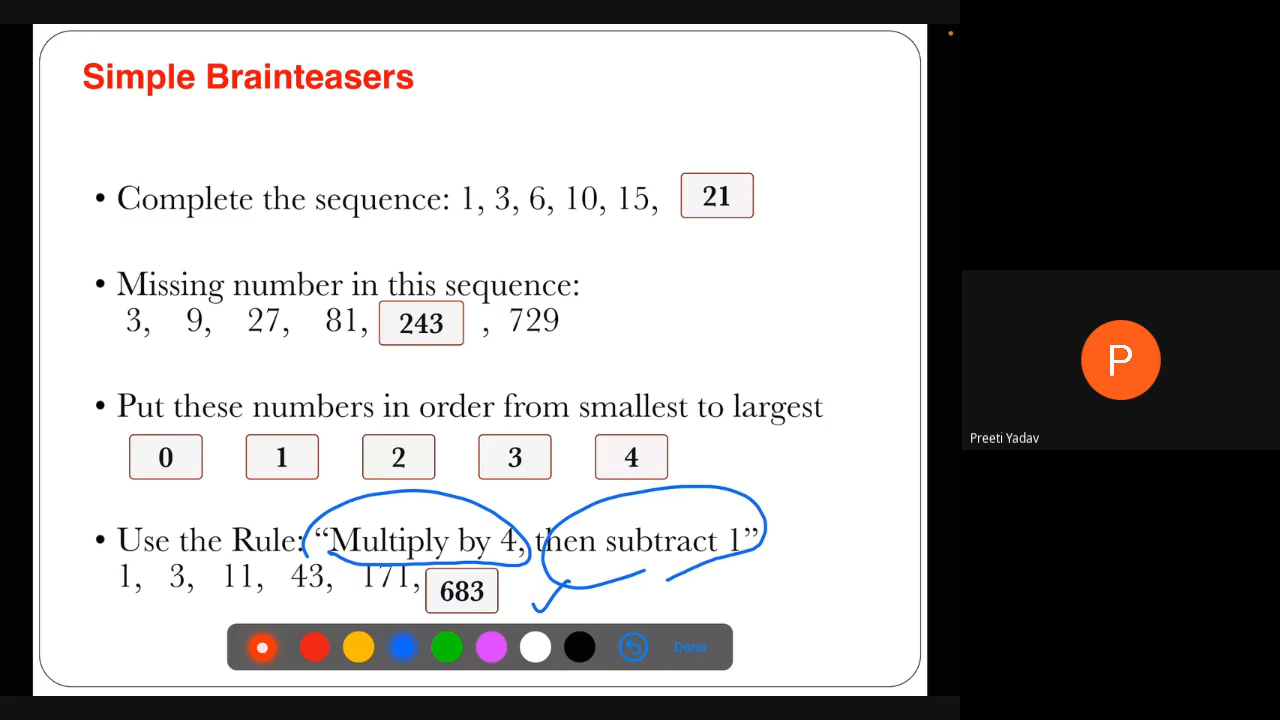 Simple Brainteasers
• Complete the sequence: 1, 3, 6, 10, 15, 21
• Missing number in this sequence:
3, 9, 27, 81, 243 , 729
• Put these numbers in order from smallest to largest
0 1 2 3 4
• Use the Rule: “Multiply by 4, then subtract 1”
1, 3, 11, 43, 171, 683
Done
P
Preeti Yadav